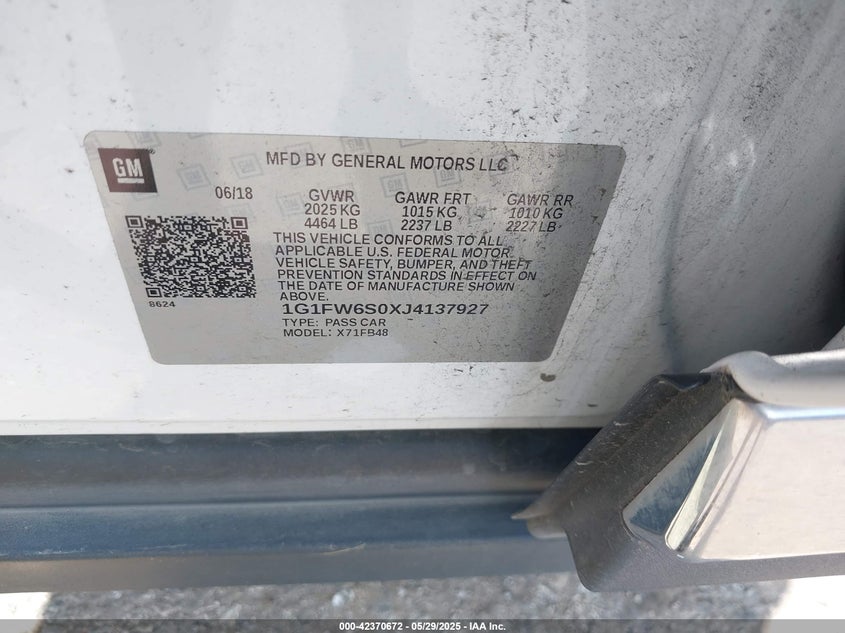 GM
MFD BY GENERAL MOTORS LLC
06/18 GVWR GAWR FRT GAWR RR
2025 KG 1015 KG 1010 KG
4464 LB 2237 LB 2227 LB
THIS VEHICLE CONFORMS TO ALL
APPLICABLE U.S. FEDERAL MOTOR
VEHICLE SAFETY, BUMPER, AND THEFT
PREVENTION STANDARDS IN EFFECT ON
THE DATE OF MANUFACTURE SHOWN
ABOVE.
8624
1G1FW6S0XJ4137927
TYPE: PASS CAR
MODEL: X71FB48
000-42370672 - 05/29/2025 - IAA Inc.